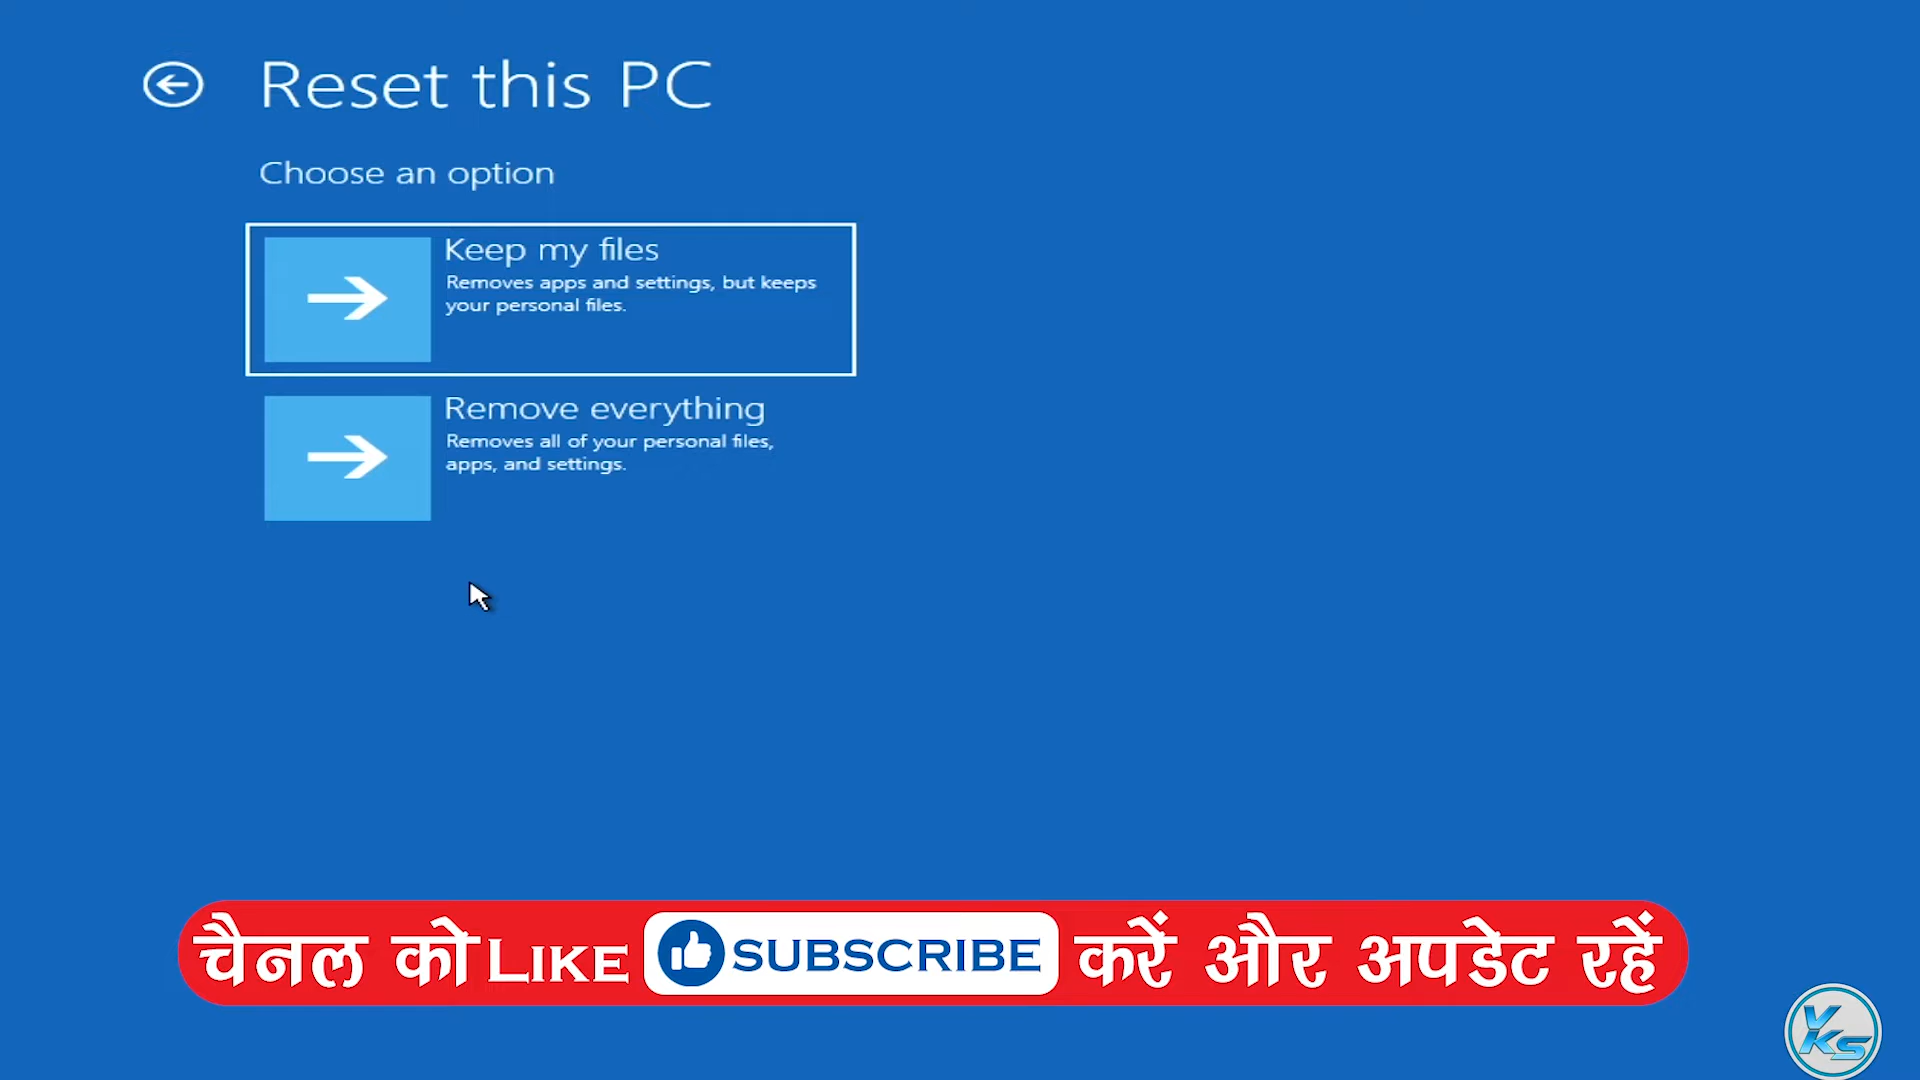 Reset this PC
Choose an option
Keep my files
Removes apps and settings, but keeps
your personal files.
Remove everything
Removes all of your personal files,
apps, and settings.
चैनल को LIKE SUBSCRIBE करें और अपडेट रहें
VKS